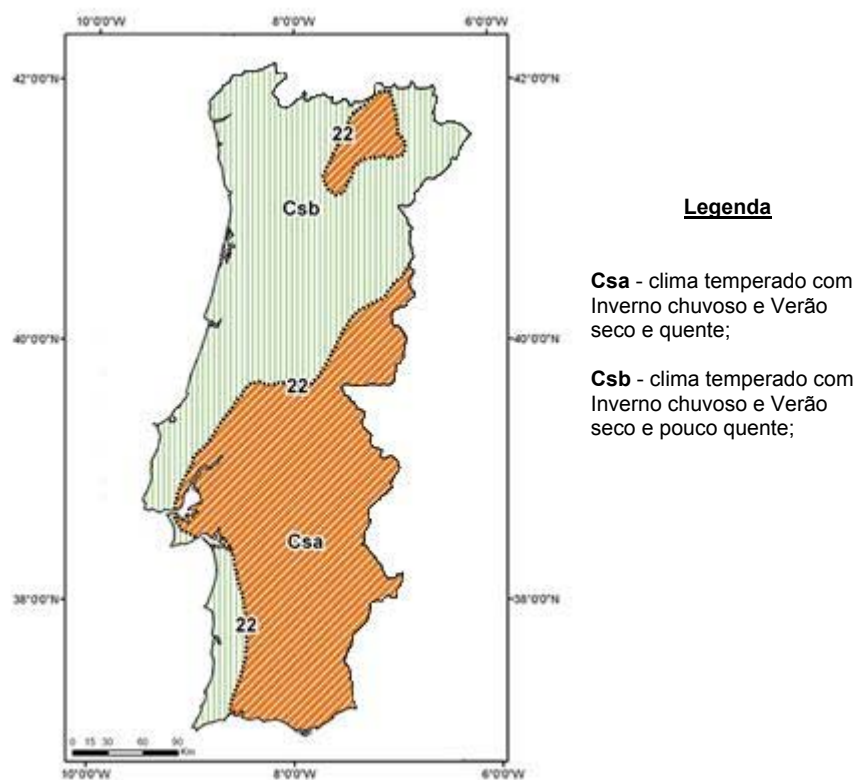 10°0'0"W 8°0'0"W 6°0'0"W
42°0'0"N 42°0'0"N
22
Csb
Legenda
Csa - clima temperado com
Inverno chuvoso e Verão
seco e quente;
40°0'0"N 40°0'0"N
22
Csb - clima temperado com
Inverno chuvoso e Verão
seco e pouco quente;
Csa
38°0'0"N 38°0'0"N
22
0 15 30 60 90
Km
10°0'0"W 8°0'0"W 6°0'0"W